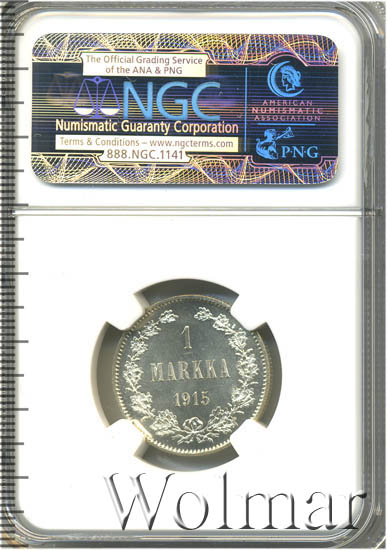 The Official Grading Service
of the ANA & PNG
NGC
Numismatic Guaranty Corporation
Terms & Conditions – www.ngcterms.com
888.NGC.1141
AMERICAN
NUMISMATIC
ASSOCIATION
P·N·G
1
MARKKA
1915
Wolmar